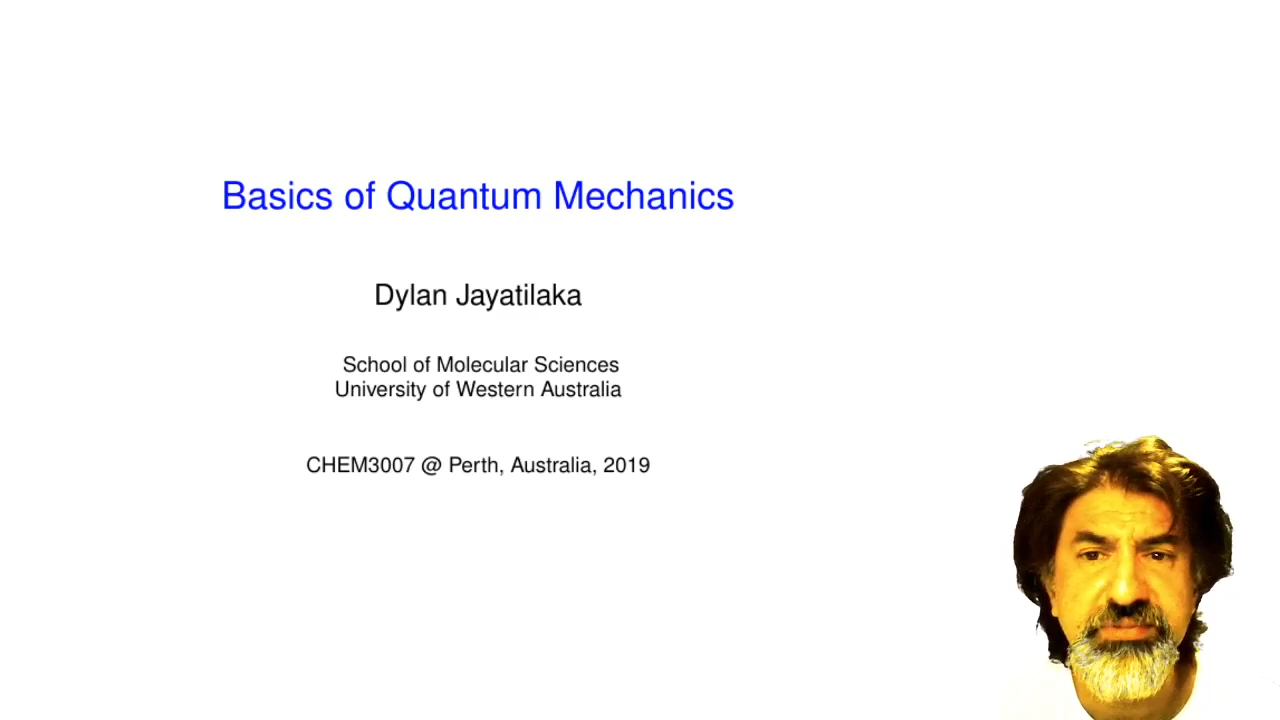 Basics of Quantum Mechanics
Dylan Jayatilaka
School of Molecular Sciences
University of Western Australia
CHEM3007 @ Perth, Australia, 2019